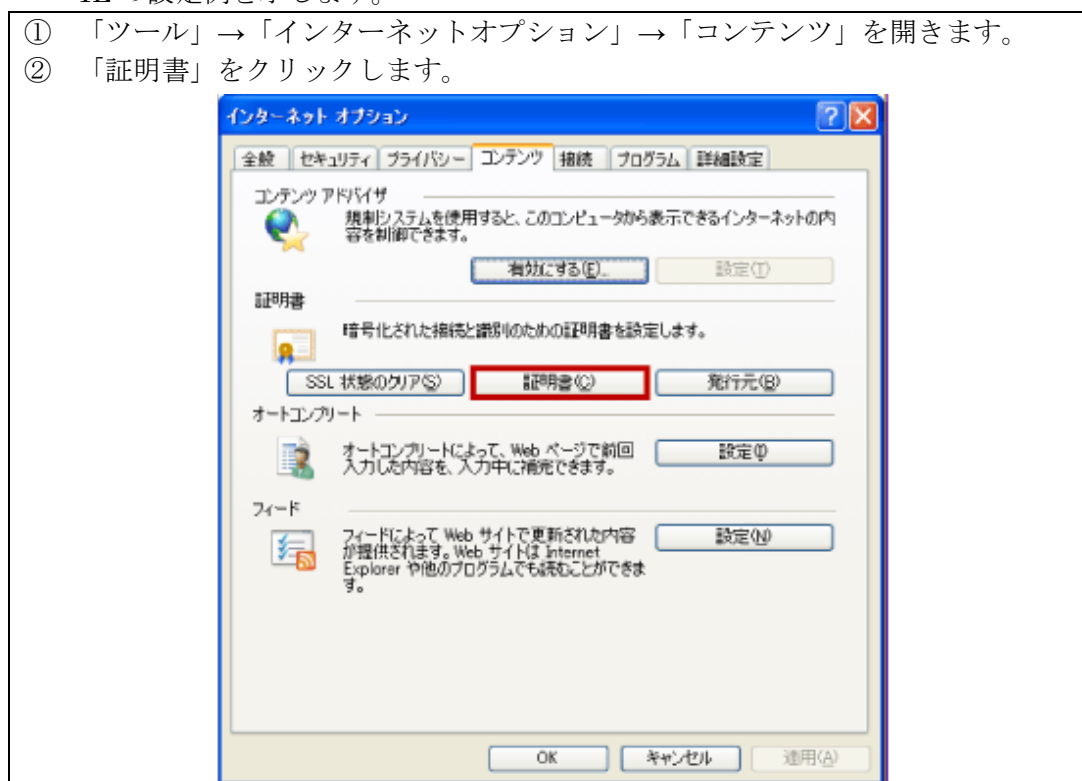 IE の設定例を示します。
① 「ツール」→「インターネットオプション」→「コンテンツ」を開きます。
② 「証明書」をクリックします。
インターネット オプション
全般 セキュリティ プライバシー コンテンツ 接続 プログラム 詳細設定
コンテンツ アドバイザ
規制システムを使用すると、このコンピュータから表示できるインターネットの内
容を制御できます。
有効にする(E)... 設定(T)
証明書
暗号化された接続と識別のための証明書を設定します。
SSL 状態のクリア(S) 証明書(C) 発行元(B)
オートコンプリート
オートコンプリートによって、Web ページで前回
入力した内容を、入力中に補完できます。
設定(I)
フィード
フィードによって Web サイトで更新された内容
が提供されます。Web サイトは Internet
Explorer や他のプログラムでも読むことができま
す。
設定(N)
OK キャンセル 適用(A)